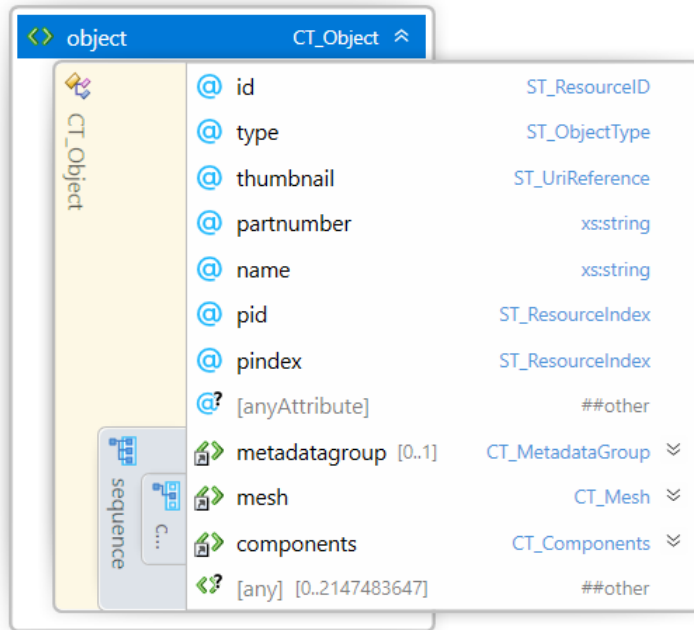 object CT_Object
CT_Object
@ id ST_ResourceID
@ type ST_ObjectType
@ thumbnail ST_UriReference
@ partnumber xs:string
@ name xs:string
@ pid ST_ResourceIndex
@ pindex ST_ResourceIndex
@? [anyAttribute] ##other
sequence
c...
metadatagroup [0..1] CT_MetadataGroup
mesh CT_Mesh
components CT_Components
<>? [any] [0..2147483647] ##other